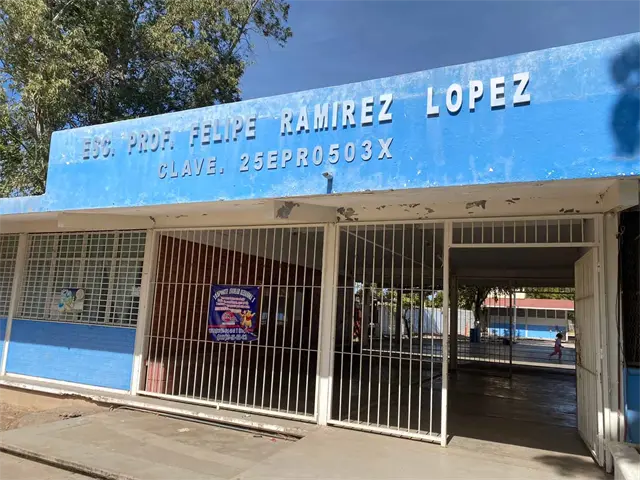 ESC. PROF. FELIPE RAMIREZ LOPEZ
CLAVE. 25EPR0503X